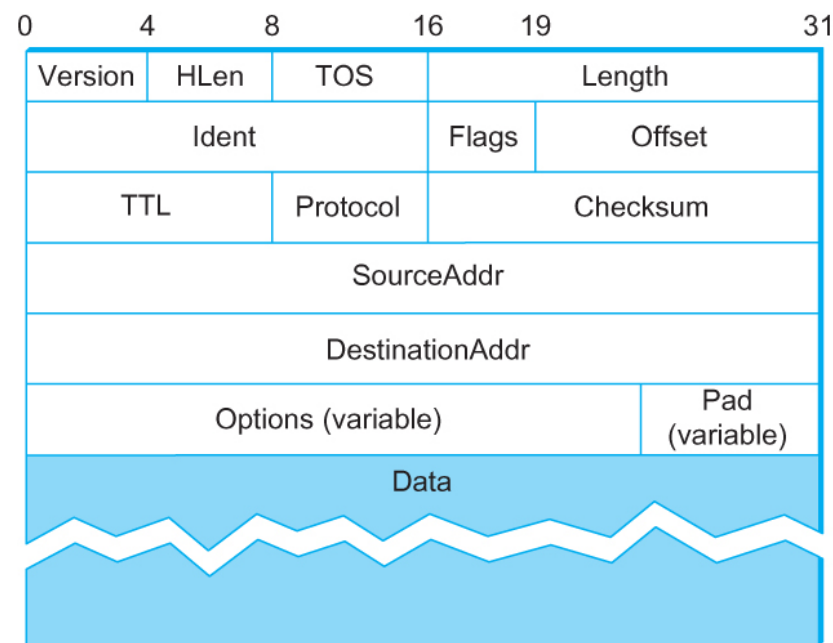 0 4 8 16 19 31
Version HLen TOS Length
Ident Flags Offset
TTL Protocol Checksum
SourceAddr
DestinationAddr
Options (variable) Pad
(variable)
Data